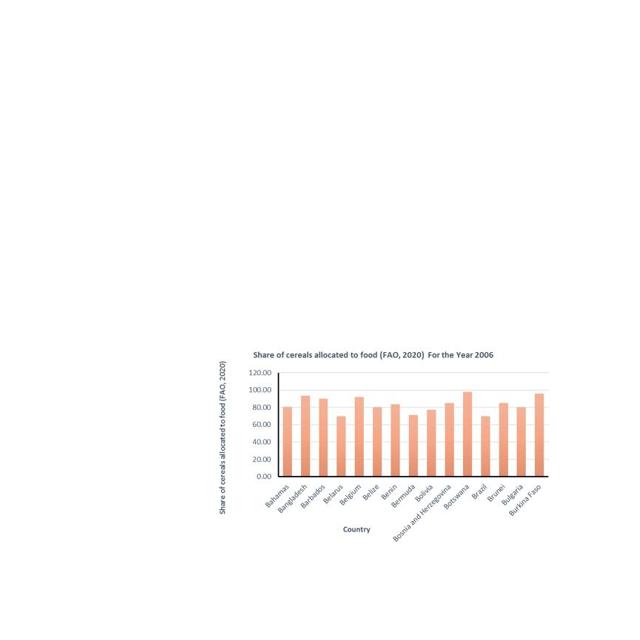 Share of cereals allocated to food (FAO, 2020)  For the Year 2006
Share of cereals allocated to food (FAO, 2020)
120.00
100.00
80.00
60.00
40.00
20.00
0.00
Bahamas
Bangladesh
Barbados
Belarus
Belgium
Belize
Benin
Bermuda
Bolivia
Bosnia and Herzegovina
Botswana
Brazil
Brunei
Bulgaria
Burkina Faso
Country